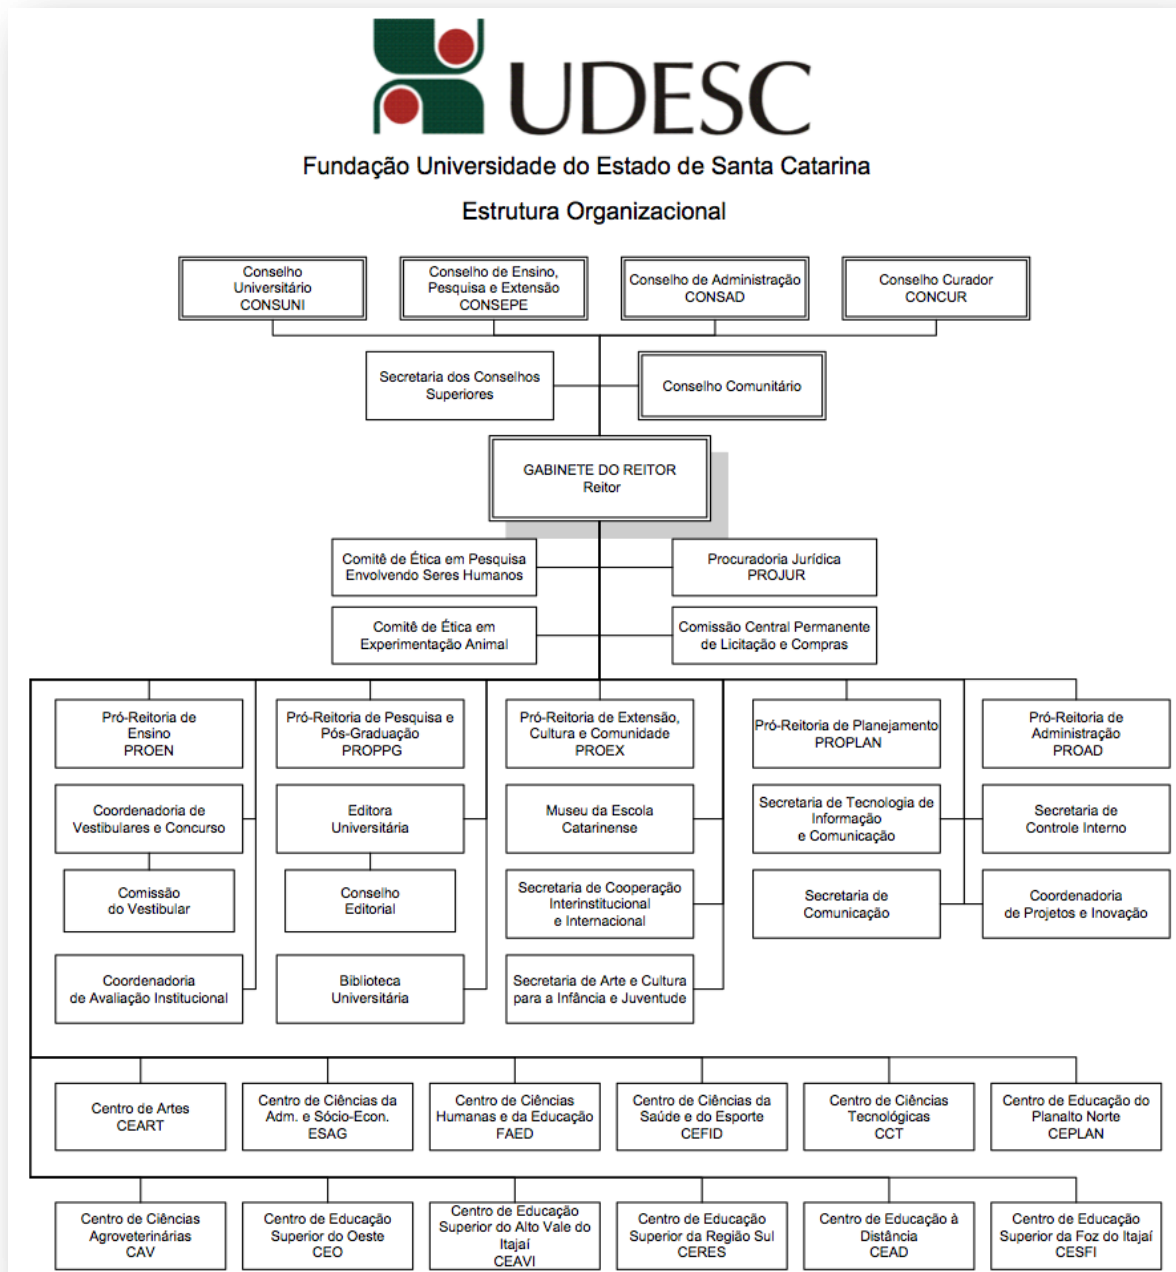 UDESC
Fundação Universidade do Estado de Santa Catarina
Estrutura Organizacional
Conselho
Universitário
CONSUNI
Conselho de Ensino,
Pesquisa e Extensão
CONSEPE
Conselho de Administração
CONSAD
Conselho Curador
CONCUR
Secretaria dos Conselhos
Superiores
Conselho Comunitário
GABINETE DO REITOR
Reitor
Comitê de Ética em Pesquisa
Envolvendo Seres Humanos
Procuradoria Jurídica
PROJUR
Comitê de Ética em
Experimentação Animal
Comissão Central Permanente
de Licitação e Compras
Pró-Reitoria de
Ensino
PROEN
Pró-Reitoria de Pesquisa e
Pós-Graduação
PROPPG
Pró-Reitoria de Extensão,
Cultura e Comunidade
PROEX
Pró-Reitoria de Planejamento
PROPLAN
Pró-Reitoria de
Administração
PROAD
Coordenadoria de
Vestibulares e Concurso
Editora
Universitária
Museu da Escola
Catarinense
Secretaria de Tecnologia de
Informação
e Comunicação
Secretaria de
Controle Interno
Comissão
do Vestibular
Conselho
Editorial
Secretaria de Cooperação
Interinstitucional
e Internacional
Secretaria de
Comunicação
Coordenadoria
de Projetos e Inovação
Coordenadoria
de Avaliação Institucional
Biblioteca
Universitária
Secretaria de Arte e Cultura
para a Infância e Juventude
Centro de Artes
CEART
Centro de Ciências da
Adm. e Sócio-Econ.
ESAG
Centro de Ciências
Humanas e da Educação
FAED
Centro de Ciências da
Saúde e do Esporte
CEFID
Centro de Ciências
Tecnológicas
CCT
Centro de Educação do
Planalto Norte
CEPLAN
Centro de Ciências
Agroveterinárias
CAV
Centro de Educação
Superior do Oeste
CEO
Centro de Educação
Superior do Alto Vale do
Itajaí
CEAVI
Centro de Educação
Superior da Região Sul
CERES
Centro de Educação à
Distância
CEAD
Centro de Educação
Superior da Foz do Itajaí
CESFI